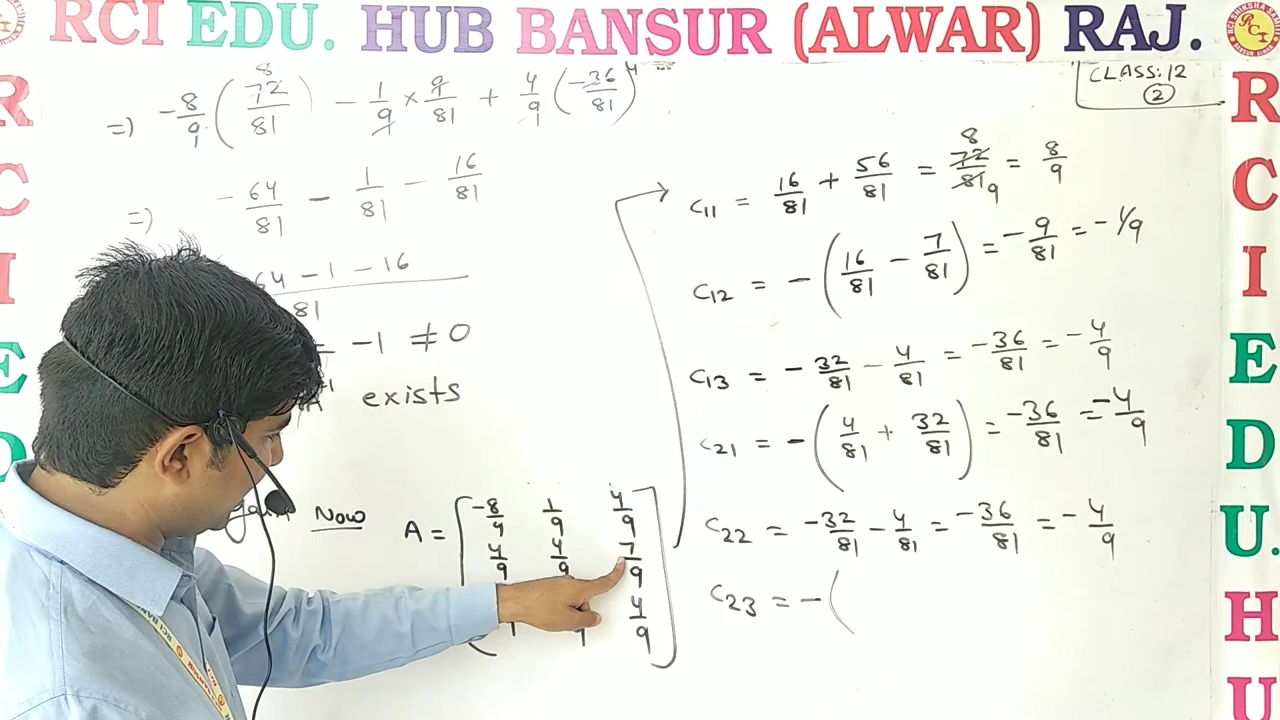 RCI EDU. HUB BANSUR (ALWAR) RAJ.
CLASS:12
2
=) -8/9 ( 72/81 ) 8 - 1/9 × 9/81 + 4/9 ( -36/81 ) 4
=) -64/81 - 1/81 - 16/81
64 - 1 - 16
81
-1 ≠ 0
exists
Now A = [ -8/9 1/9 4/9
4/9 4/9 7/9
4/9 ]
C11 = 16/81 + 56/81 = 72/81 8 9 = 8/9
C12 = - ( 16/81 - 7/81 ) = - 9/81 = - 1/9
C13 = - 32/81 - 4/81 = -36/81 = -4/9
C21 = - ( 4/81 + 32/81 ) = -36/81 = -4/9
C22 = -32/81 - 4/81 = -36/81 = -4/9
C23 = - (
R
C
I
E
D
R
C
I
E
D
U.
H
U